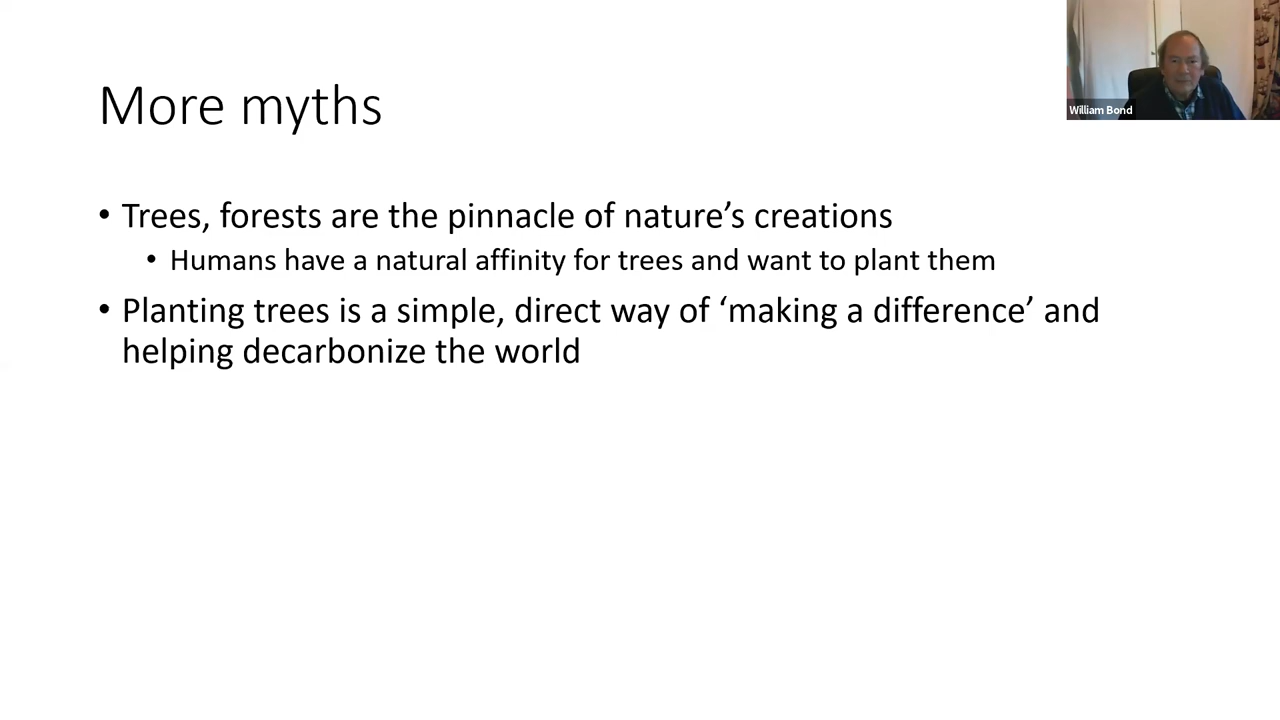 More myths
William Bond
• Trees, forests are the pinnacle of nature’s creations
• Humans have a natural affinity for trees and want to plant them
• Planting trees is a simple, direct way of ‘making a difference’ and
helping decarbonize the world